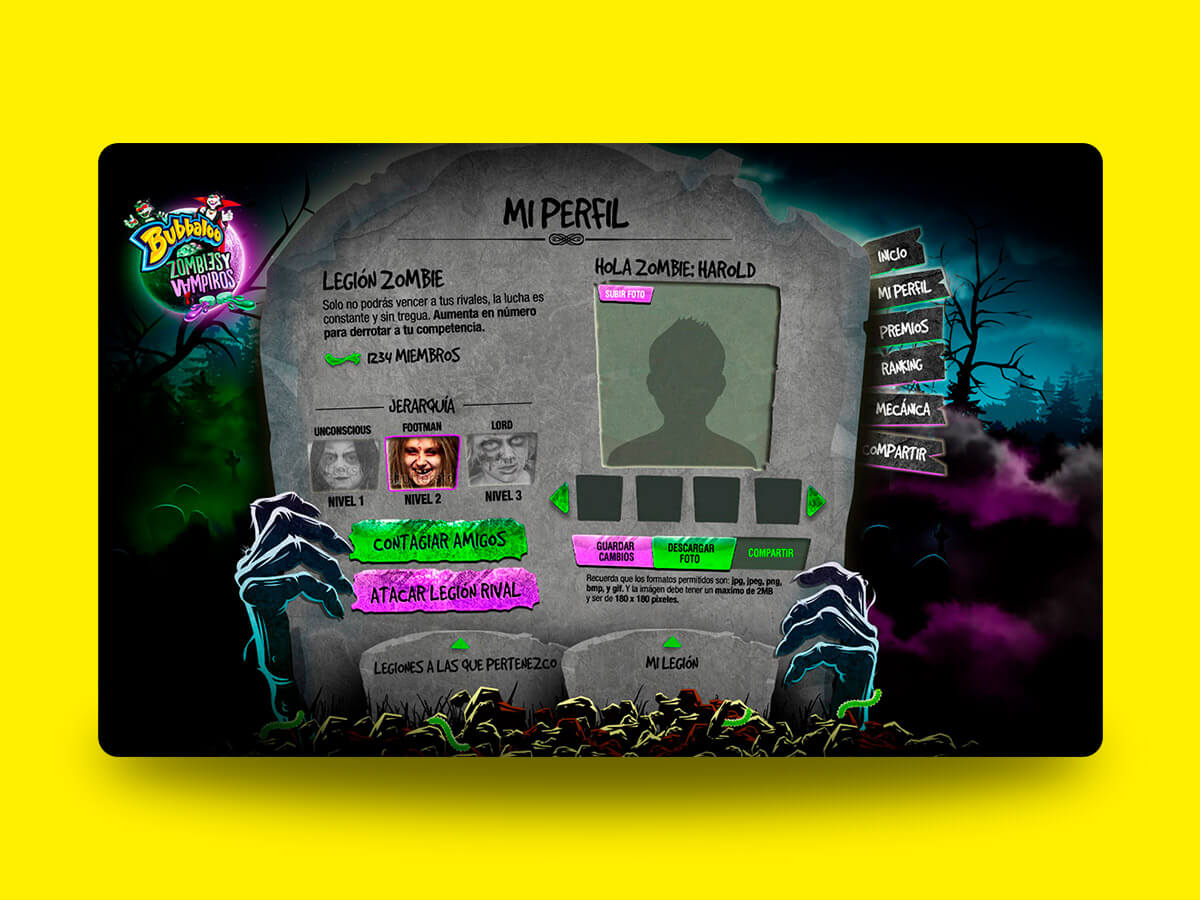 Bubbaloo
ZOMBIES Y
VAMPIROS
MI PERFIL
LEGIÓN ZOMBIE
Solo no podrás vencer a tus rivales, la lucha es
constante y sin tregua. Aumenta en número
para derrotar a tu competencia.
1234 MIEMBROS
JERARQUÍA
UNCONSCIOUS
FOOTMAN
LORD
NIVEL 1
NIVEL 2
NIVEL 3
CONTAGIAR AMIGOS
ATACAR LEGIÓN RIVAL
HOLA ZOMBIE: HAROLD
SUBIR FOTO
GUARDAR
CAMBIOS
DESCARGAR
FOTO
COMPARTIR
Recuerda que los formatos permitidos son: jpg, jpeg, png,
bmp, y gif. Y la imágen debe tener un maximo de 2MB
y ser de 180 x 180 pixeles.
LEGIONES A LAS QUE PERTENEZCO
MI LEGIÓN
INICIO
MI PERFIL
PREMIOS
RANKING
MECÁNICA
COMPARTIR